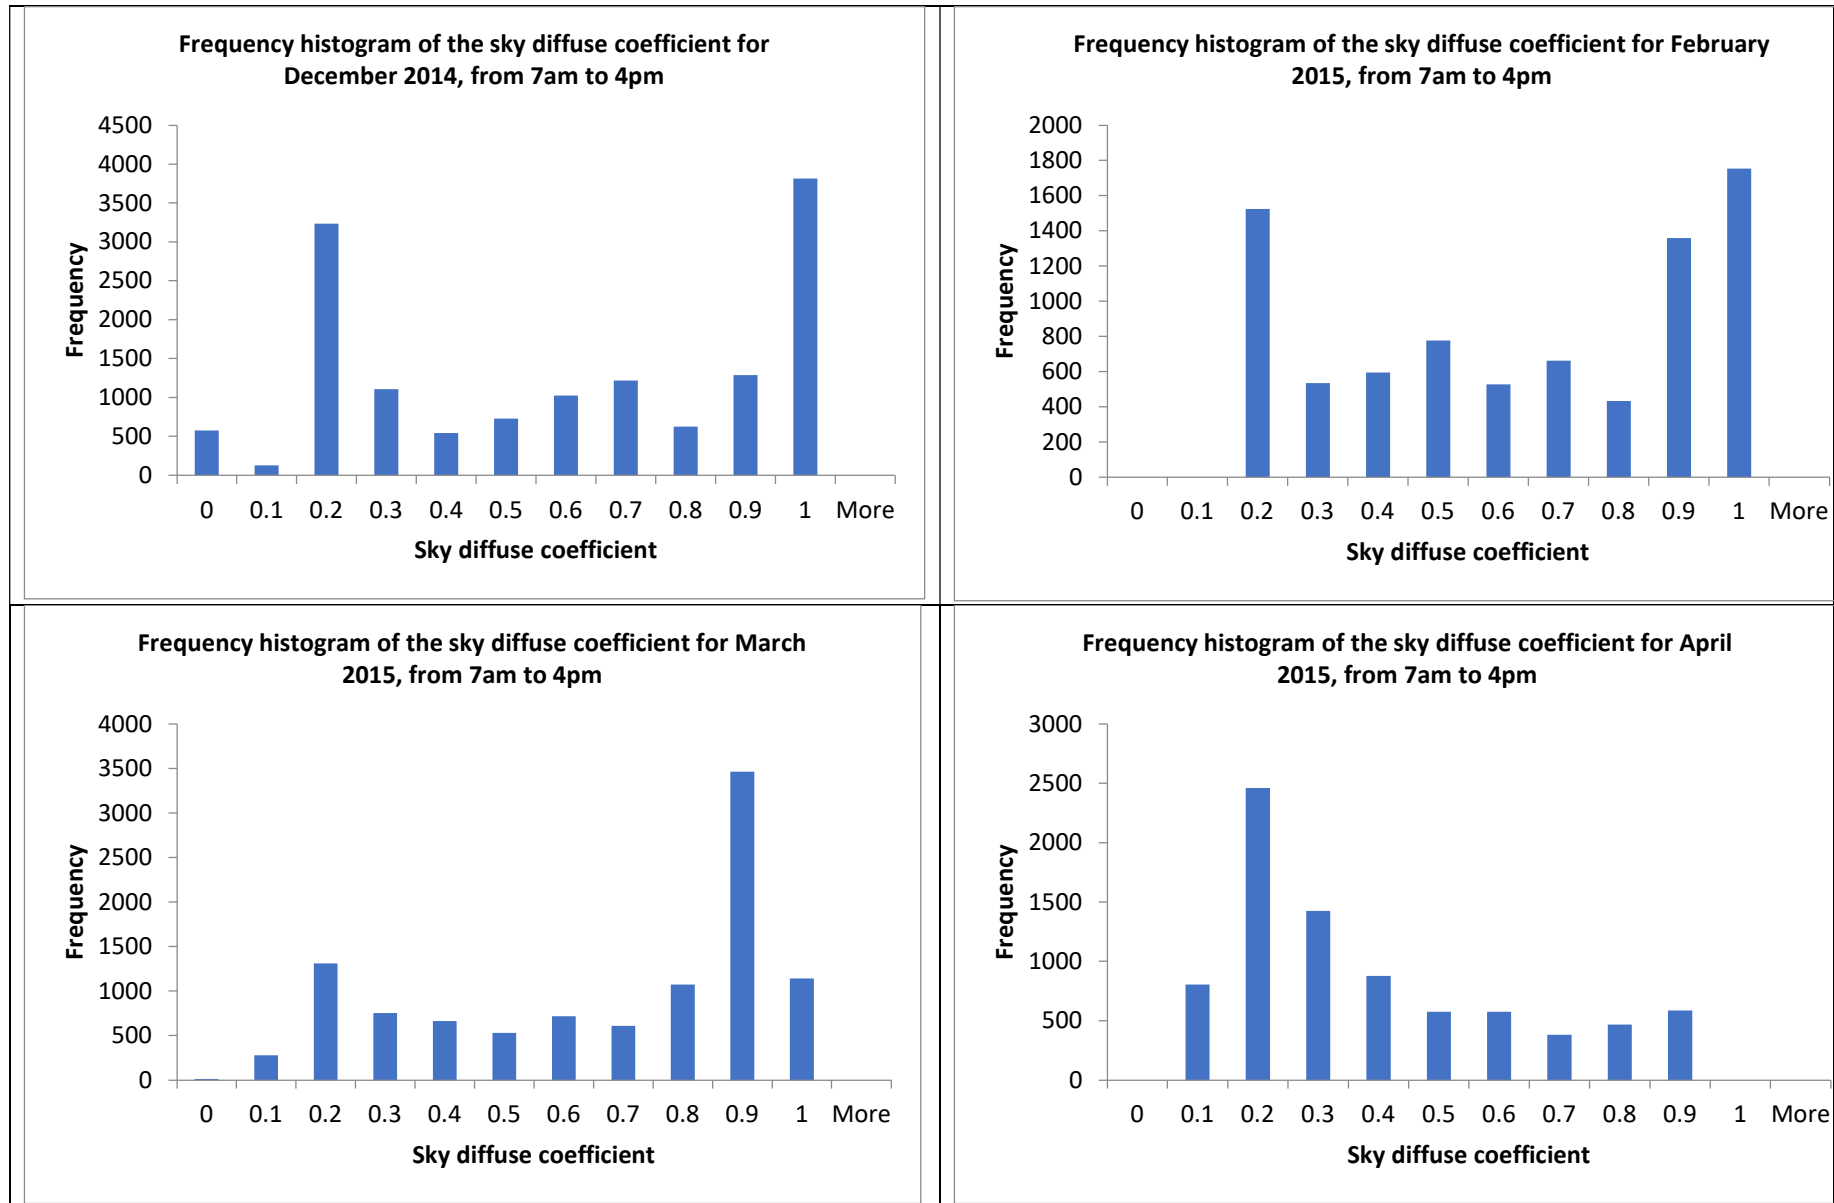 Frequency histogram of the sky diffuse coefficient for
December 2014, from 7am to 4pm
4500
4000
3500
3000
2500
2000
1500
1000
500
0
Frequency
0 0.1 0.2 0.3 0.4 0.5 0.6 0.7 0.8 0.9 1 More
Sky diffuse coefficient
Frequency histogram of the sky diffuse coefficient for February
2015, from 7am to 4pm
2000
1800
1600
1400
1200
1000
800
600
400
200
0
Frequency
0 0.1 0.2 0.3 0.4 0.5 0.6 0.7 0.8 0.9 1 More
Sky diffuse coefficient
Frequency histogram of the sky diffuse coefficient for March
2015, from 7am to 4pm
4000
3500
3000
2500
2000
1500
1000
500
0
Frequency
0 0.1 0.2 0.3 0.4 0.5 0.6 0.7 0.8 0.9 1 More
Sky diffuse coefficient
Frequency histogram of the sky diffuse coefficient for April
2015, from 7am to 4pm
3000
2500
2000
1500
1000
500
0
Frequency
0 0.1 0.2 0.3 0.4 0.5 0.6 0.7 0.8 0.9 1 More
Sky diffuse coefficient